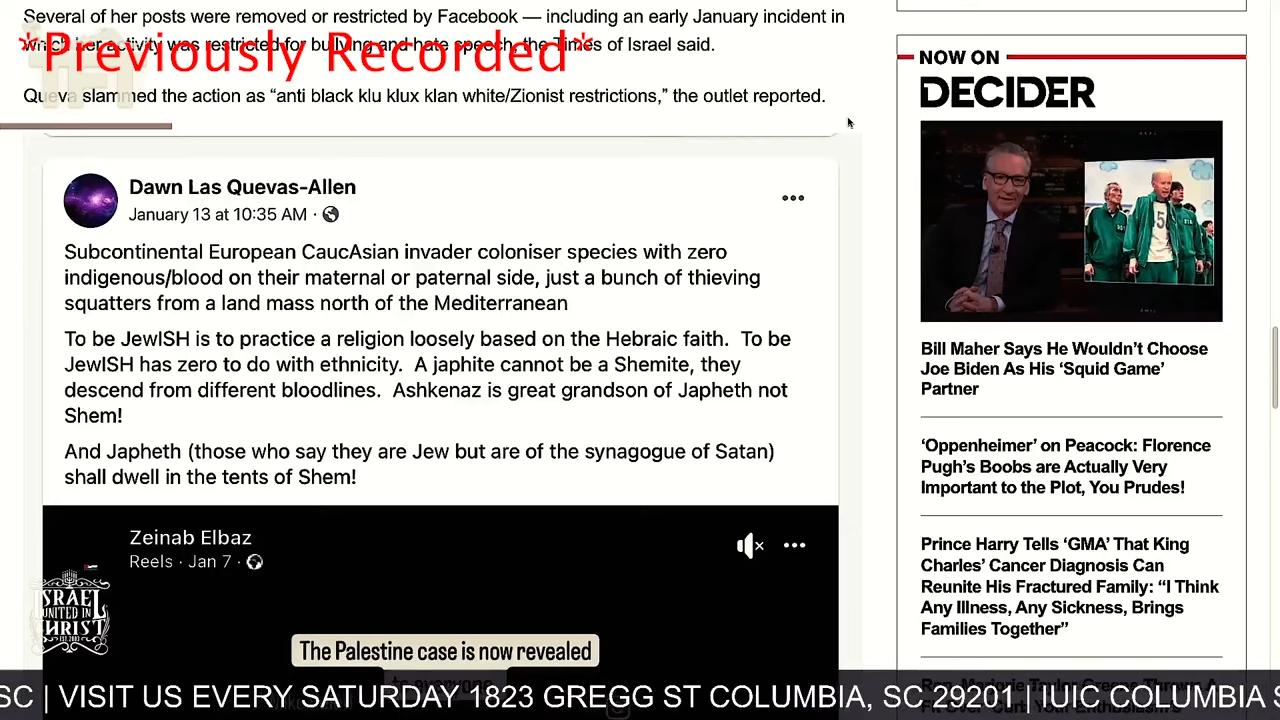 Several of her posts were removed or restricted by Facebook — including an early January incident in
which her activity was restricted for bullying and hate speech, the Times of Israel said.
*Previously Recorded*
Queva slammed the action as “anti black klu klux klan white/Zionist restrictions,” the outlet reported.
Dawn Las Quevas-Allen
January 13 at 10:35 AM ·
Subcontinental European CaucAsian invader coloniser species with zero
indigenous/blood on their maternal or paternal side, just a bunch of thieving
squatters from a land mass north of the Mediterranean
To be JewISH is to practice a religion loosely based on the Hebraic faith. To be
JewISH has zero to do with ethnicity. A japhite cannot be a Shemite, they
descend from different bloodlines. Ashkenaz is great grandson of Japheth not
Shem!
And Japheth (those who say they are Jew but are of the synagogue of Satan)
shall dwell in the tents of Shem!
Zeinab Elbaz
Reels · Jan 7 ·
The Palestine case is now revealed
to everyone
ISRAEL
UNITED IN
CHRIST
NOW ON
DECIDER
Bill Maher Says He Wouldn’t Choose
Joe Biden As His ‘Squid Game’
Partner
‘Oppenheimer’ on Peacock: Florence
Pugh’s Boobs are Actually Very
Important to the Plot, You Prudes!
Prince Harry Tells ‘GMA’ That King
Charles’ Cancer Diagnosis Can
Reunite His Fractured Family: “I Think
Any Illness, Any Sickness, Brings
Families Together”
SC | VISIT US EVERY SATURDAY 1823 GREGG ST COLUMBIA, SC 29201 | IUIC COLUMBIA S